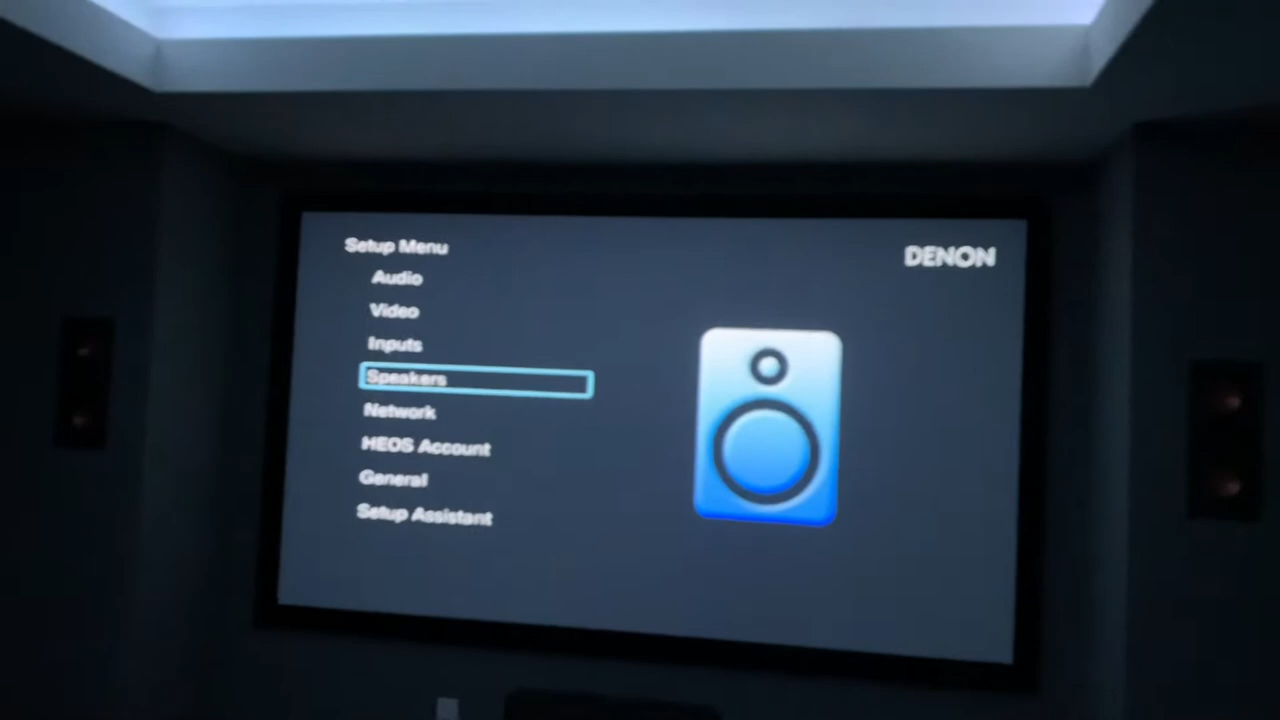 Setup Menu
DENON
Audio
Video
Inputs
Speakers
Network
HEOS Account
General
Setup Assistant